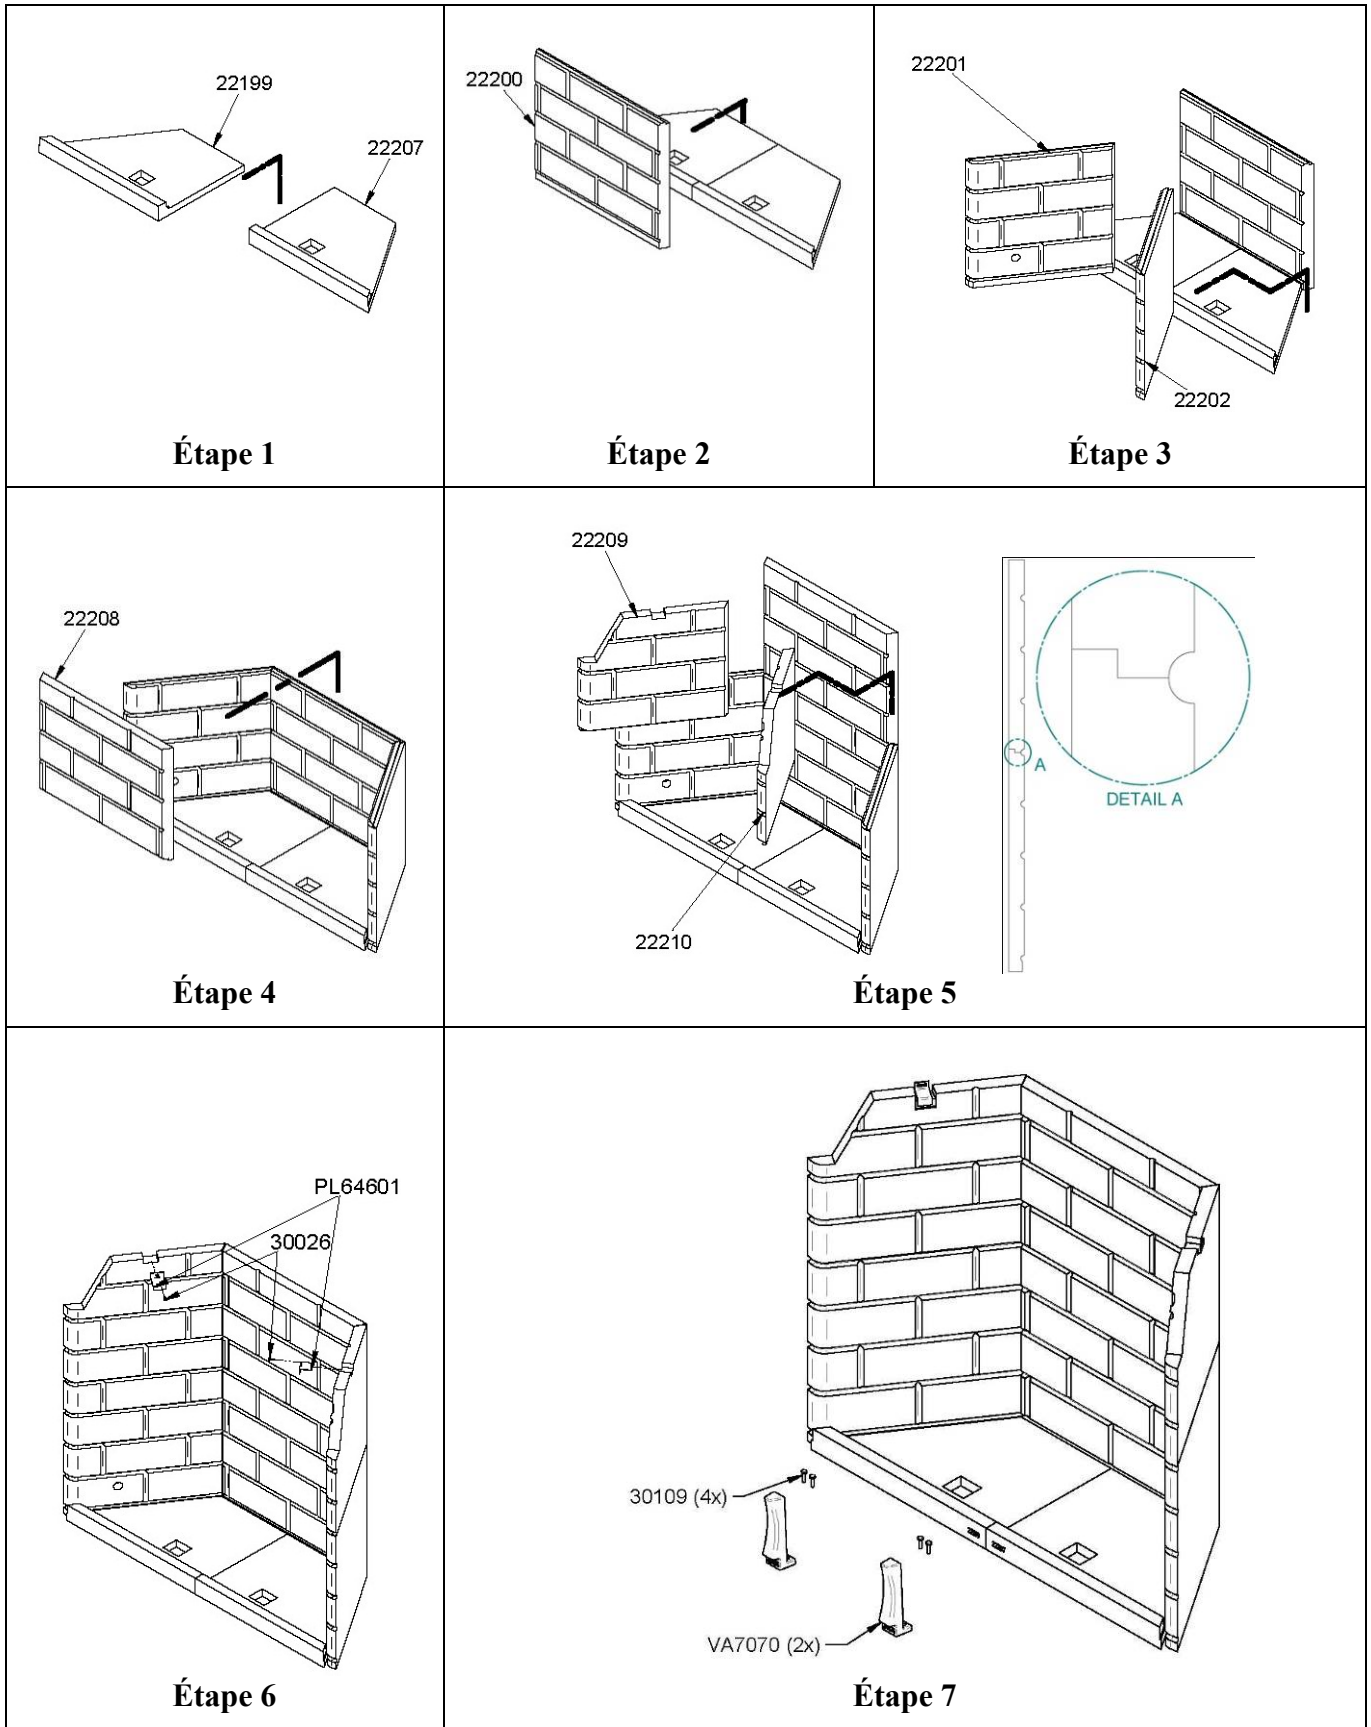 22199
22207
Étape 1
22200
Étape 2
22201
22202
Étape 3
22208
Étape 4
22209
22210
A
DETAIL A
Étape 5
PL64601
30026
Étape 6
30109 (4x)
VA7070 (2x)
Étape 7